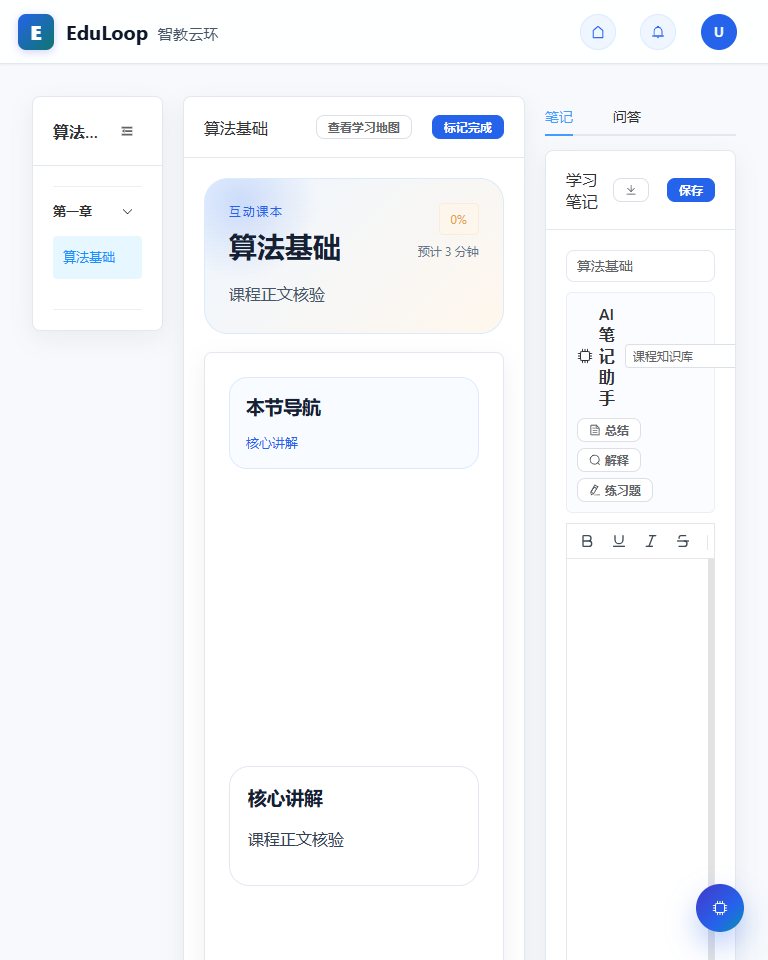 E EduLoop 智教云环 U
算法...
第一章
算法基础
算法基础 查看学习地图 标记完成
互动课本 0%
算法基础 预计 3 分钟
课程正文核验
本节导航
核心讲解
核心讲解
课程正文核验
笔记 问答
学习
笔记 保存
算法基础
AI
笔
记
助
手
课程知识库
总结
解释
练习题
B U I S